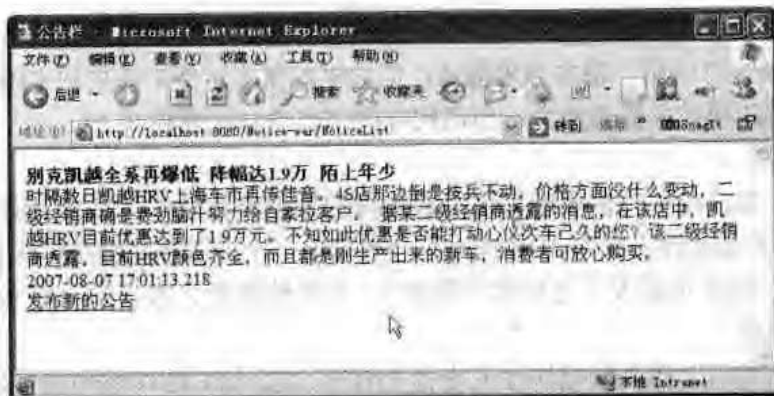 公告栏 - Microsoft Internet Explorer
文件(F) 编辑(E) 查看(V) 收藏(A) 工具(T) 帮助(H)
后退 搜索 收藏夹
http://localhost:8080/Notice-war/NoticeList 转到 SnagIt
别克凯越全系再爆低 降幅达1.9万 陌上年少
时隔数日凯越HRV上海车市再传佳音。4S店那边倒是按兵不动，价格方面没什么变动，二
级经销商确是费劲脑汁努力给自家拉客户。 据某二级经销商透露的消息，在该店中，凯
越HRV目前优惠达到了1.9万元。不知如此优惠是否能打动心仪次车已久的您？该二级经销
商透露，目前HRV颜色齐全，而且都是刚生产出来的新车，消费者可放心购买。
2007-08-07 17:01:13.218
发布新的公告
本地 Intranet